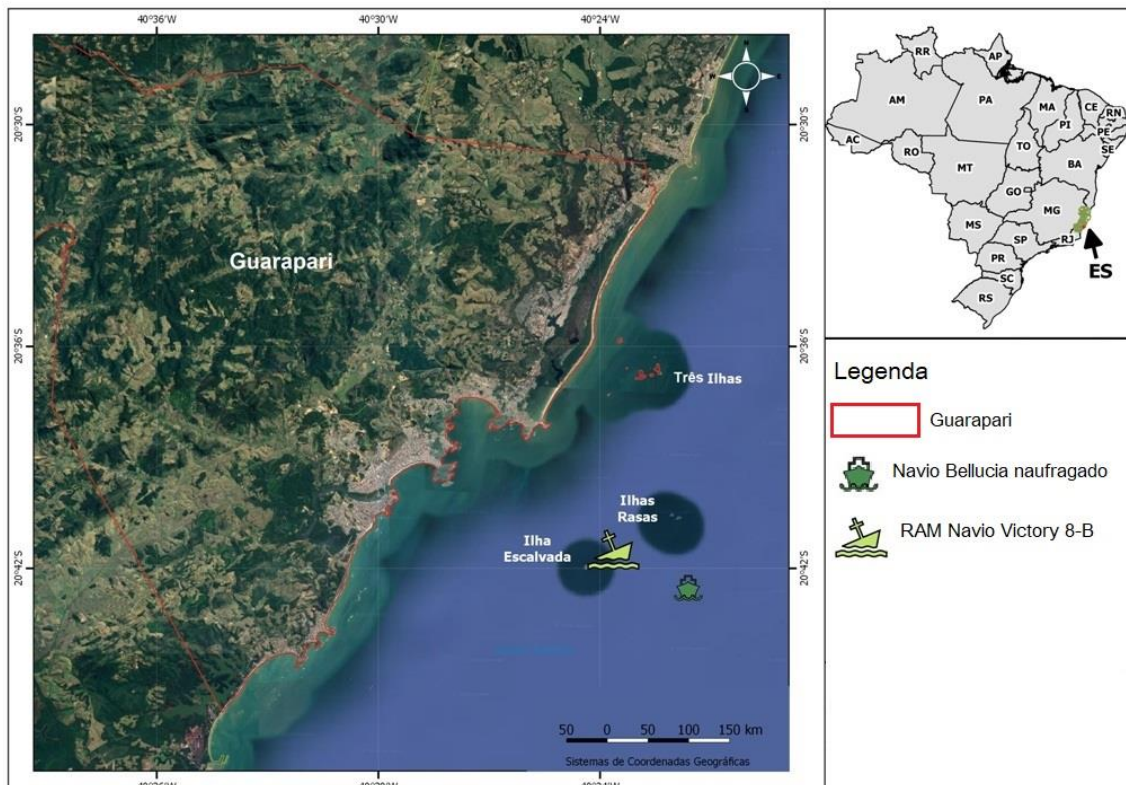 40°36'W
40°30'W
40°24'W
20°30'S
20°30'S
Guarapari
20°36'S
20°36'S
Três Ilhas
Ilhas
Rasas
Ilha
Escalvada
20°42'S
20°42'S
50 0 50 100 150 km
Sistemas de Coordenadas Geográficas
RR
AP
AM
PA
MA
CE
RN
PI
PE
AC
TO
SE
RO
BA
MT
GO
MG
MS
SP
RJ
ES
PR
SC
RS
Legenda
Guarapari
Navio Bellucia naufragado
RAM Navio Victory 8-B